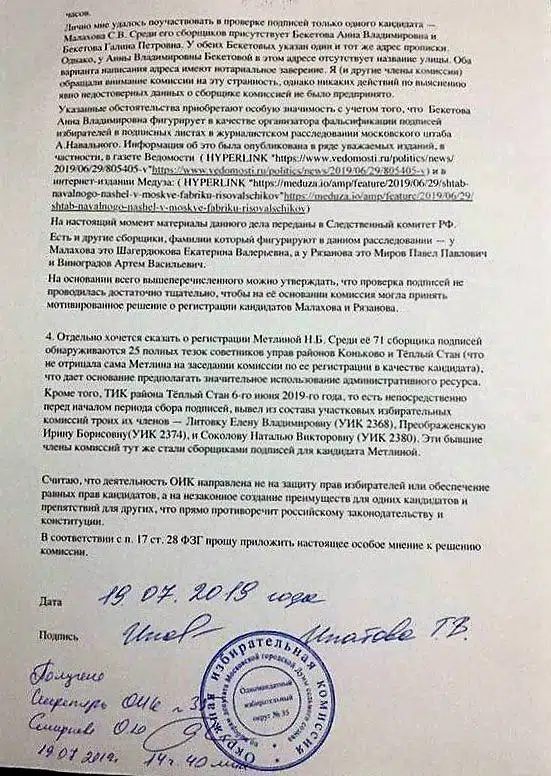 часов.
Лично мне удалось поучаствовать в проверке подписей только одного кандидата —
Малахова С.В. Среди его сборщиков присутствует Бекетова Анна Владимировна и
Бекетова Галина Петровна. У обеих Бекетовых указан один и тот же адрес прописки.
Однако, у Анны Владимировны Бекетовой в этом адресе отсутствует название улицы. Оба
варианта написания адреса имеют нотариальное заверение. Я (и другие члены комиссии)
обращали внимание комиссии на эту странность, однако никаких действий по выяснению
явно недостоверных данных о сборщике комиссией не было предпринято.
Указанные обстоятельства приобретают особую значимость с учетом того, что Бекетова
Анна Владимировна фигурирует в качестве организатора фальсификации подписей
избирателей в подписных листах в журналистском расследовании московского штаба
А.Навального. Информация об это была опубликована в ряде уважаемых изданий, в
частности, в газете Ведомости ( HYPERLINK "https://www.vedomosti.ru/politics/news/
2019/06/29/805405-v"https://www.vedomosti.ru/politics/news/2019/06/29/805405-v) и в
интернет-издании Медуза: ( HYPERLINK "https://meduza.io/amp/feature/2019/06/29/shtab-
navalnogo-nashel-v-moskve-fabriku-risovalschikov"https://meduza.io/amp/feature/2019/06/29/
shtab-navalnogo-nashel-v-moskve-fabriku-risovalschikov)
На настоящий момент материалы данного дела переданы в Следственный комитет РФ.
Есть и другие сборщики, фамилии который фигурируют в данном расследовании — у
Малахова это Шагердюкова Екатерина Валерьевна, а у Рязанова это Миров Павел Павлович
и Виноградов Артем Васильевич.
На основании всего вышеперечисленного можно утверждать, что проверка подписей не
проводилась достаточно тщательно, чтобы на её основании комиссия могла принять
мотивированное решение о регистрации кандидатов Малахова и Рязанова.
4. Отдельно хочется сказать о регистрации Метлиной Н.Б. Среди её 71 сборщика подписей
обнаруживаются 25 полных тезок советников управ районов Коньково и Тёплый Стан (что
не отрицала сама Метлина на заседании комиссии по ее регистрации в качестве кандидата),
что дает основание предполагать значительное использование административного ресурса.
Кроме того, ТИК района Тёплый Стан 6-го июня 2019-го года, то есть непосредственно
перед началом периода сбора подписей, вывел из состава участковых избирательных
комиссий троих их членов — Литовку Елену Владимировну (УИК 2368), Преображенскую
Ирину Борисовну(УИК 2374), и Соколову Наталью Викторовну (УИК 2380). Эти бывшие
члены комиссий тут же стали сборщиками подписей для кандидата Метлиной.
Считаю, что деятельность ОИК направлена не на защиту прав избирателей или обеспечение
равных прав кандидатов, а на незаконное создание преимуществ для одних кандидатов и
препятствий для других, что прямо противоречит российскому законодательству и
конституции.
В соответствии с п. 17 ст. 28 ФЗГ прошу приложить настоящее особое мнение к решению
комиссии.
Дата 19.07.2019 года
Подпись Ипатова Т.В.
Окружная избирательная комиссия
Одномандатный
избирательный
округ № 35
Получено
Секретарь ОИК
19.07.2019. 14ч. 40 мин